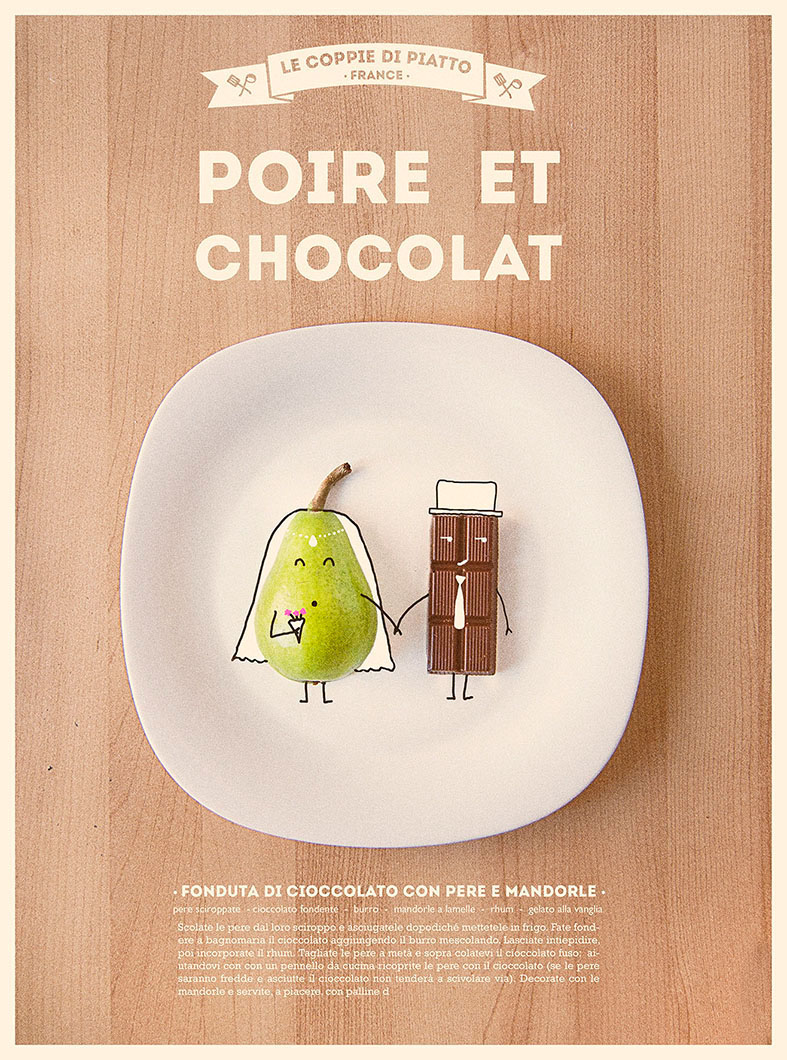 LE COPPIE DI PIATTO
· FRANCE ·
POIRE ET
CHOCOLAT
· FONDUTA DI CIOCCOLATO CON PERE E MANDORLE ·
pere sciroppate - cioccolato fondente - burro - mandorle a lamelle - rhum - gelato alla vanglia
Scolate le pere dal loro sciroppo e asciugatele dopodiché mettetele in frigo. Fate fond-
ere a bagnomaria il cioccolato aggiungendo il burro mescolando. Lasciate intiepidire,
poi incorporate il rhum. Tagliate le pere a metà e sopra colatevi il cioccolato fuso: ai-
utandovi con con un pennello da cucina ricoprite le pere con il cioccolato (se le pere
saranno fredde e asciutte il cioccolato non tenderà a scivolare via). Decorate con le
mandorle e servite, a piacere, con palline d